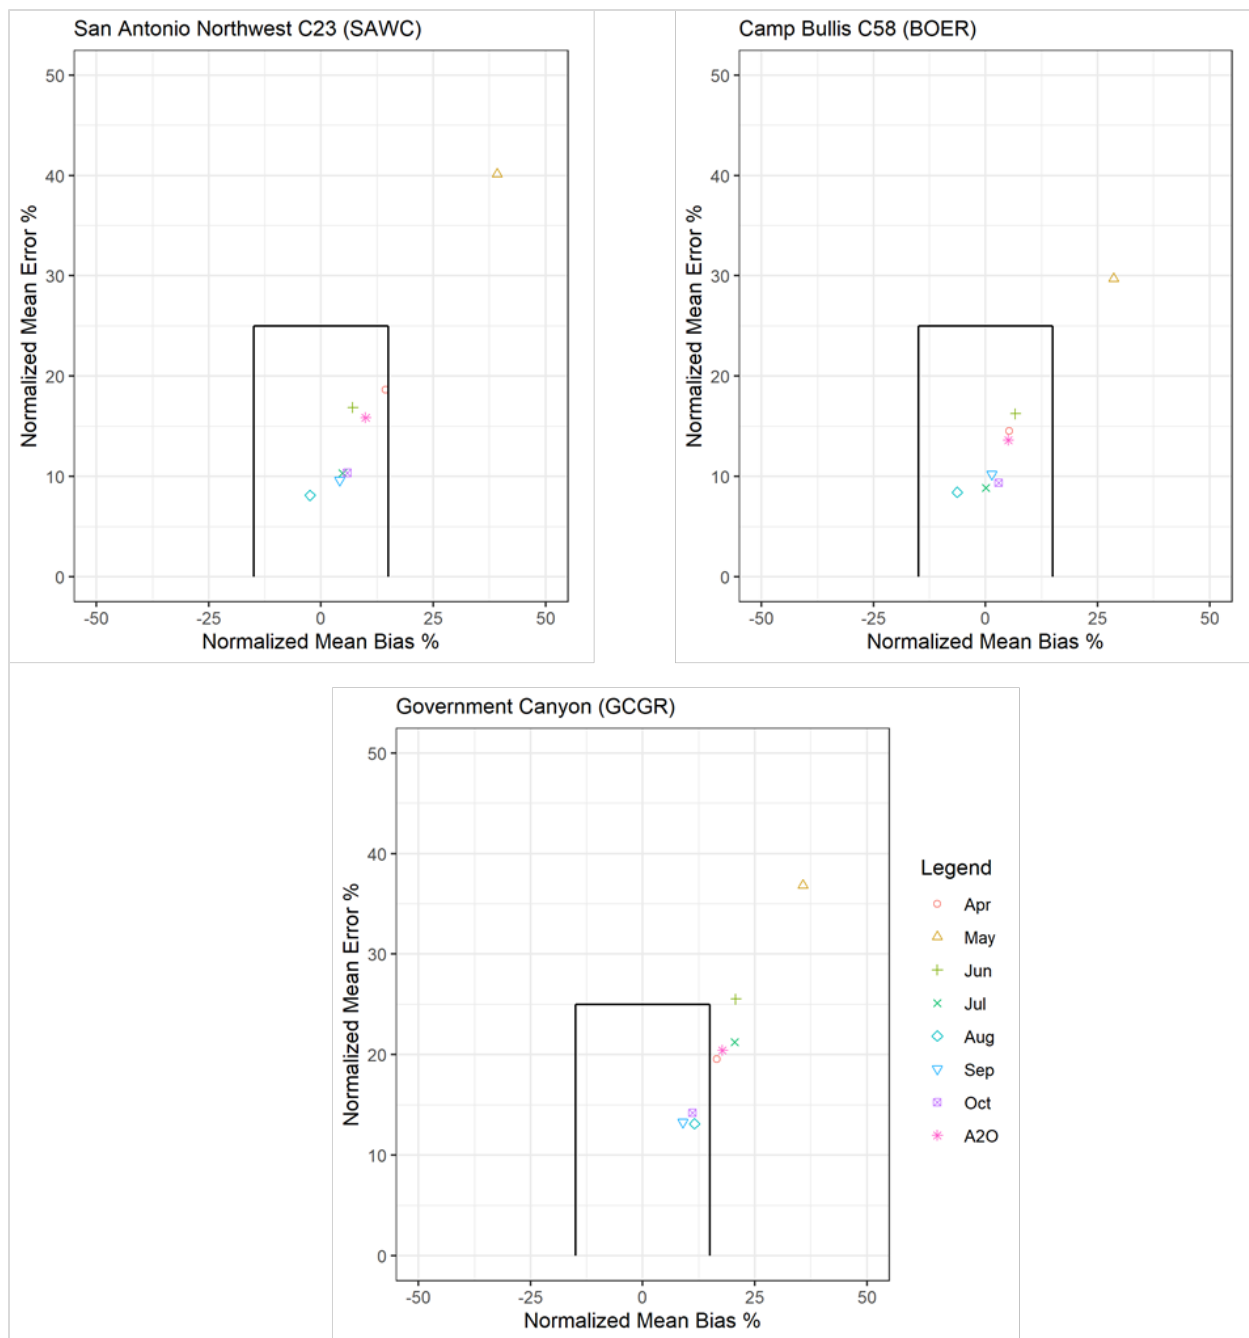 San Antonio Northwest C23 (SAWC)
50
40
30
20
10
0
Normalized Mean Error %
-50 -25 0 25 50
Normalized Mean Bias %
Camp Bullis C58 (BOER)
50
40
30
20
10
0
Normalized Mean Error %
-50 -25 0 25 50
Normalized Mean Bias %
Government Canyon (GCGR)
50
40
30
20
10
0
Normalized Mean Error %
-50 -25 0 25 50
Normalized Mean Bias %
Legend
Apr
May
Jun
Jul
Aug
Sep
Oct
A2O